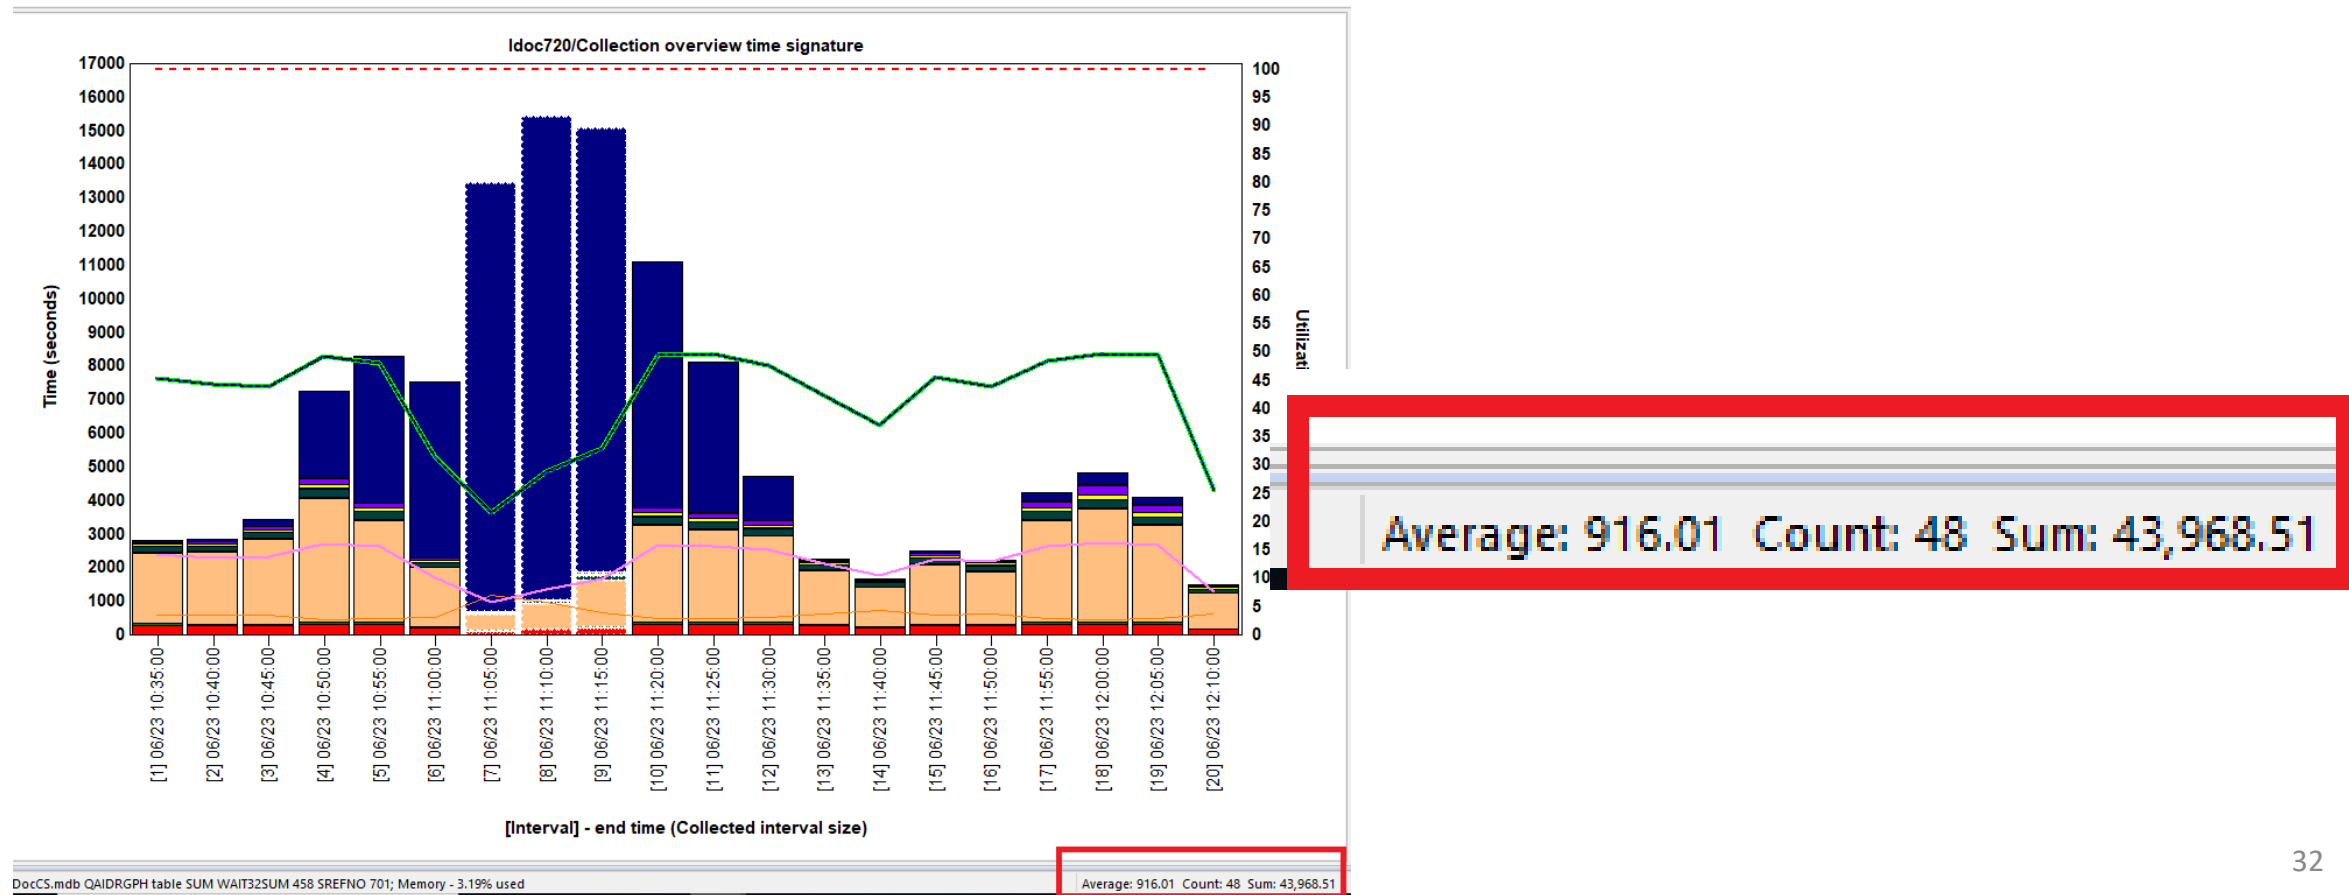 Idoc720/Collection overview time signature
17000
16000
15000
14000
13000
12000
11000
10000
9000
8000
7000
6000
5000
4000
3000
2000
1000
0
Time (seconds)
100
95
90
85
80
75
70
65
60
55
50
45
40
35
30
25
20
15
10
5
0
Utilizati
[1] 06/23 10:35:00
[2] 06/23 10:40:00
[3] 06/23 10:45:00
[4] 06/23 10:50:00
[5] 06/23 10:55:00
[6] 06/23 11:00:00
[7] 06/23 11:05:00
[8] 06/23 11:10:00
[9] 06/23 11:15:00
[10] 06/23 11:20:00
[11] 06/23 11:25:00
[12] 06/23 11:30:00
[13] 06/23 11:35:00
[14] 06/23 11:40:00
[15] 06/23 11:45:00
[16] 06/23 11:50:00
[17] 06/23 11:55:00
[18] 06/23 12:00:00
[19] 06/23 12:05:00
[20] 06/23 12:10:00
[Interval] - end time (Collected interval size)
DocCS.mdb QAIDRGPH table SUM WAIT32SUM 458 SREFNO 701; Memory - 3.19% used
Average: 916.01 Count: 48 Sum: 43,968.51
Average: 916.01 Count: 48 Sum: 43,968.51
32